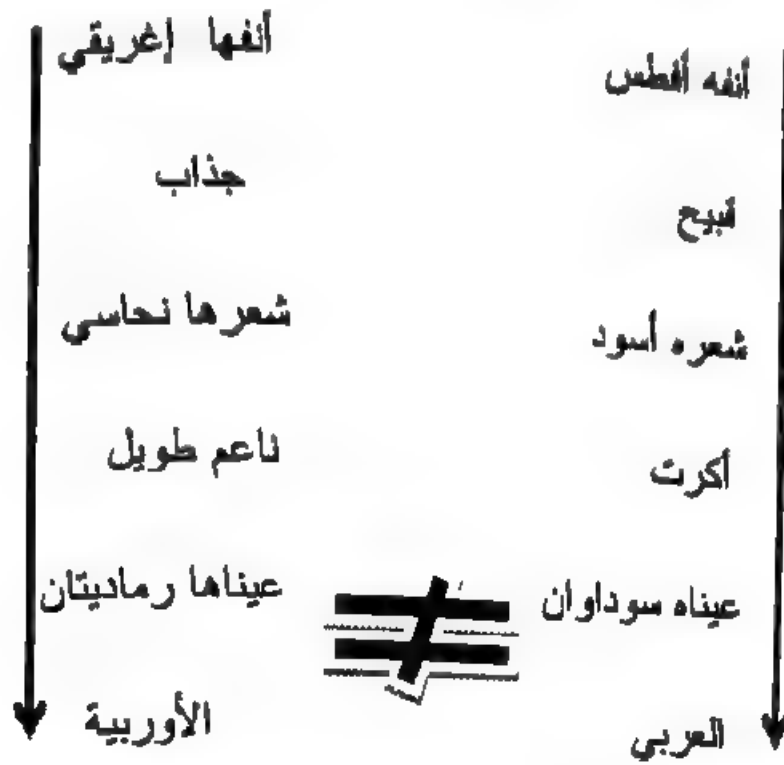 أنفه أفطس
قبيح
شعره أسود
أكرت
عيناه سوداوان
العربي
أنفها إغريقي
جذاب
شعرها نحاسي
ناعم طويل
عيناها رماديتان
الأوربية